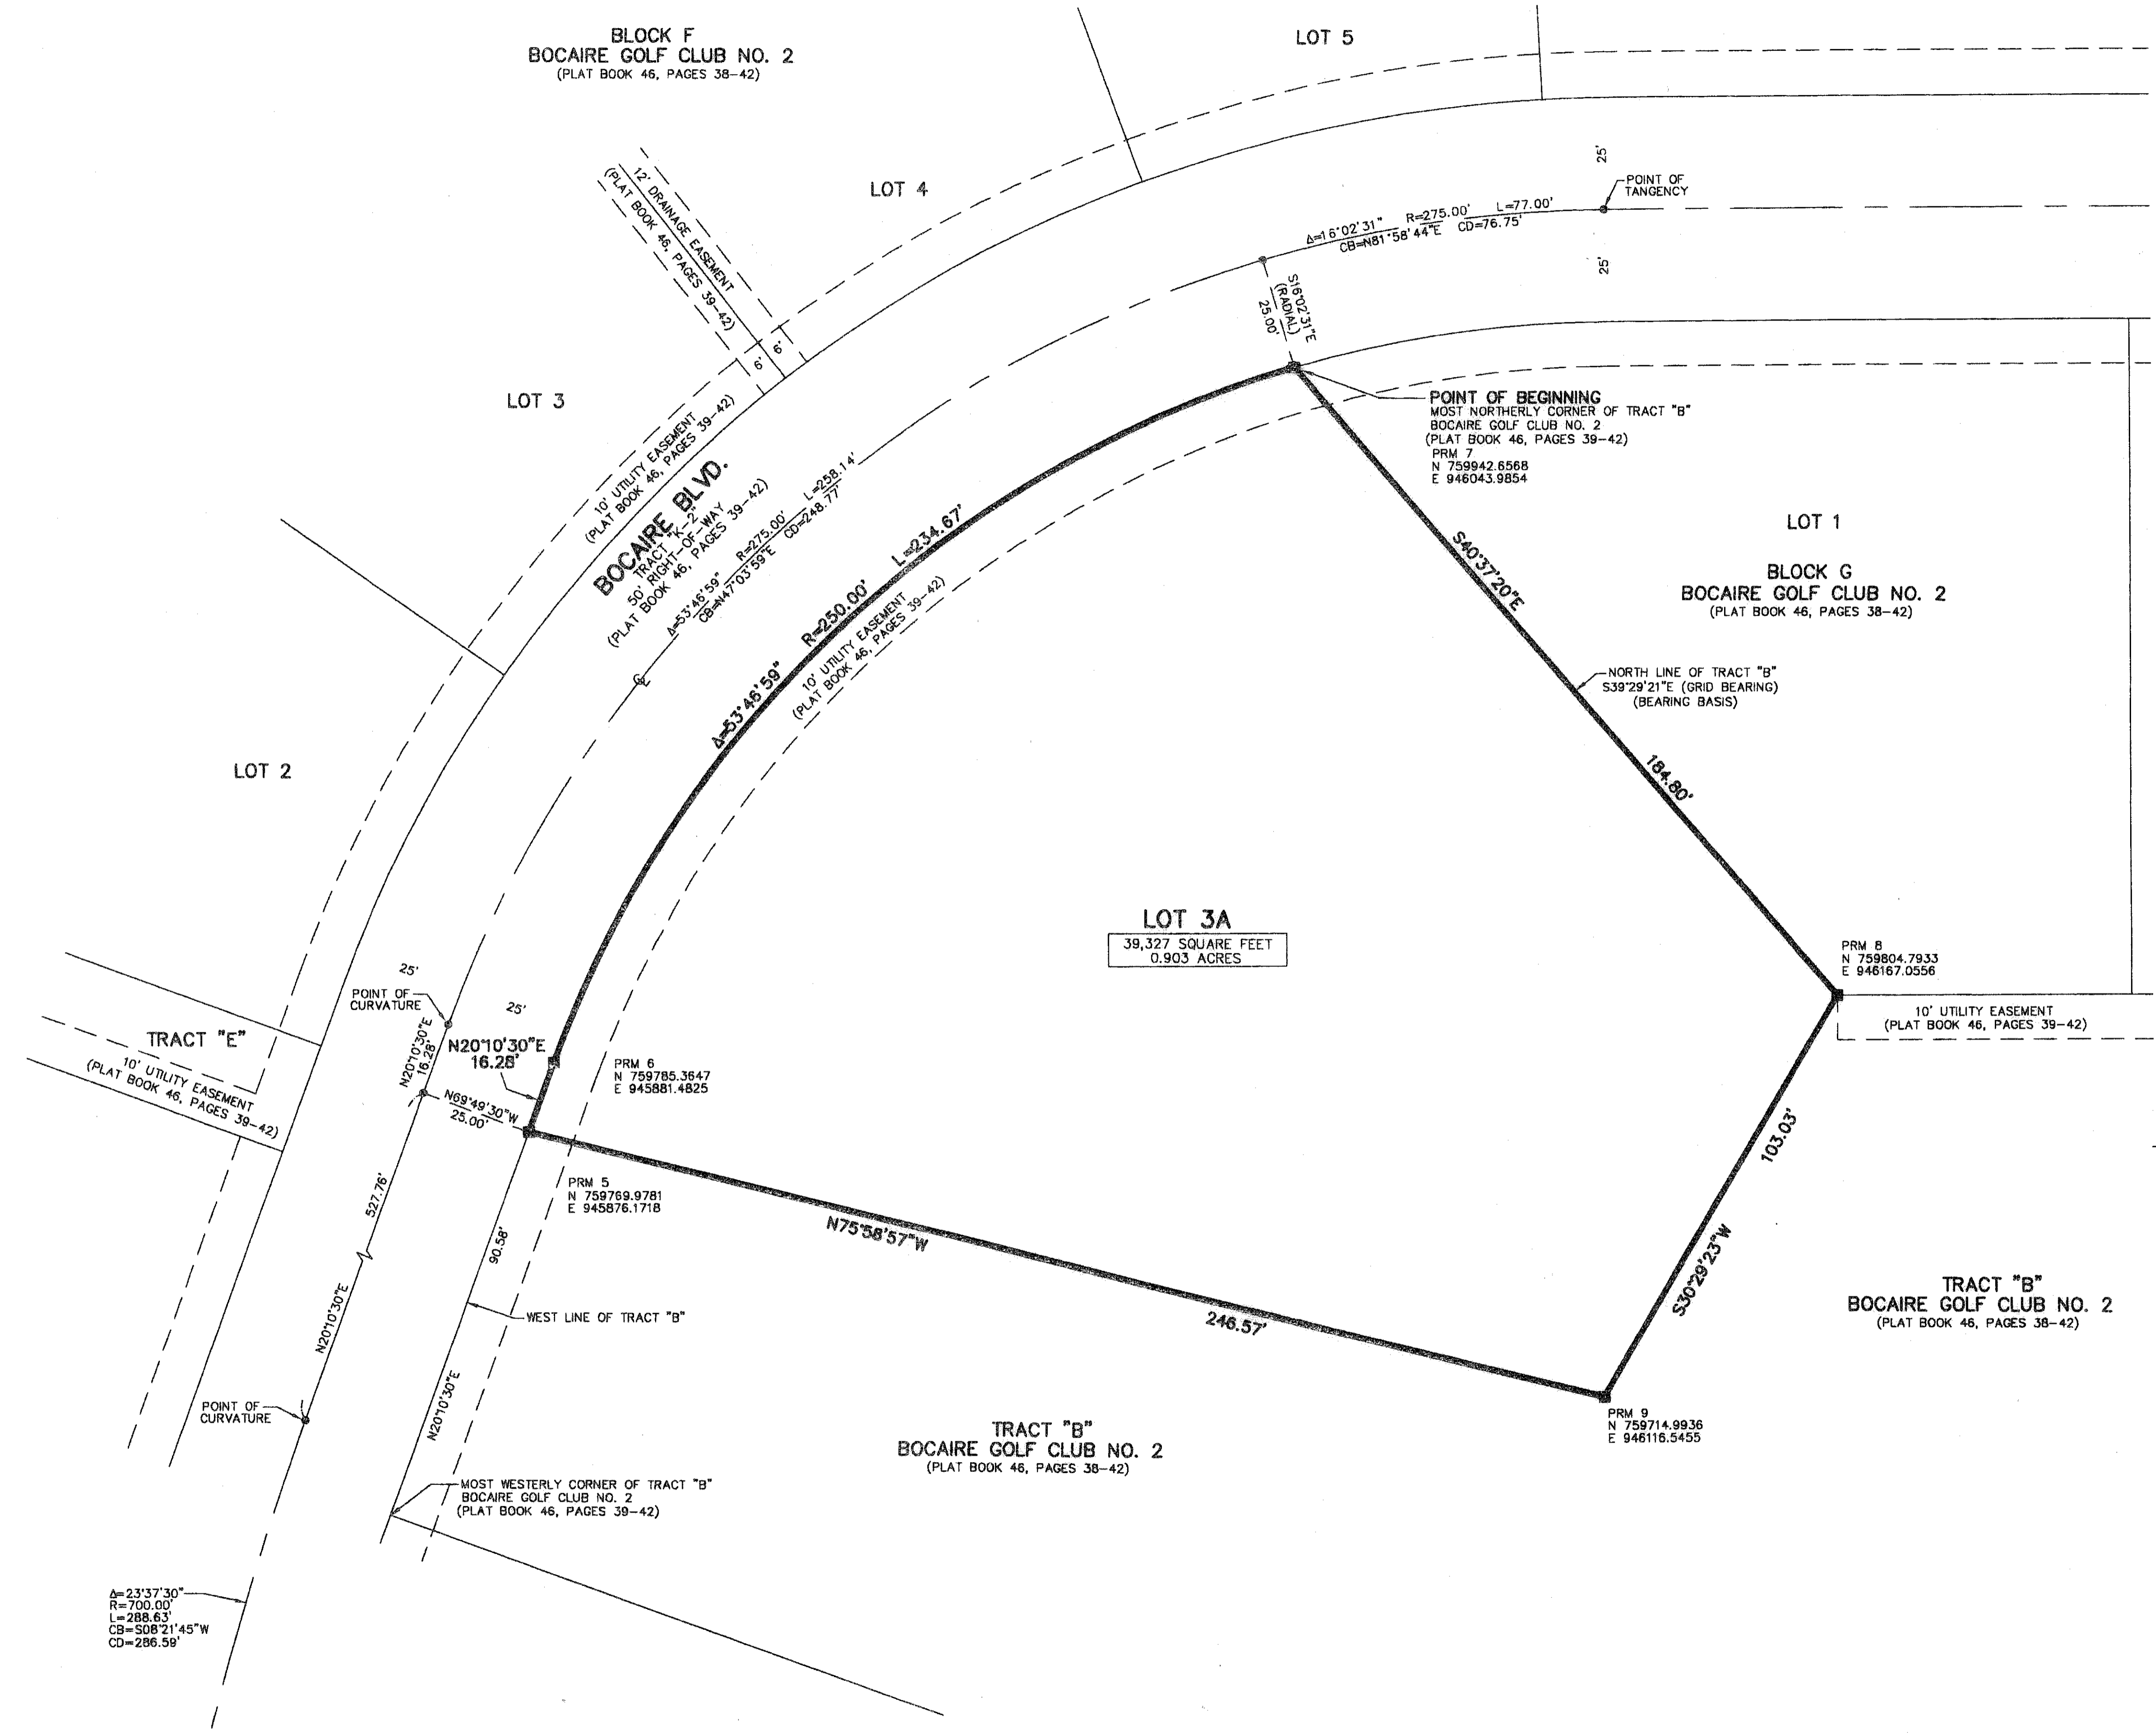 BLOCK F
BOCAIRE GOLF CLUB NO. 2
(PLAT BOOK 46, PAGES 38-42)
LOT 5
LOT 4
12' DRAINAGE EASEMENT
(PLAT BOOK 46, PAGES 39-42)
6'
6'
25'
POINT OF
TANGENCY
Δ=16°02'31" R=275.00' L=77.00'
CB=N81°58'44"E CD=76.75'
25'
S16°02'31"E
(RADIAL)
25.00'
LOT 3
10' UTILITY EASEMENT
(PLAT BOOK 46, PAGES 39-42)
BOCAIRE BLVD.
TRACT "K-2"
50' RIGHT-OF-WAY
(PLAT BOOK 46, PAGES 39-42)
Δ=53°46'59" R=275.00' L=258.14'
CB=N47°03'59"E CD=248.77'
POINT OF BEGINNING
MOST NORTHERLY CORNER OF TRACT "B"
BOCAIRE GOLF CLUB NO. 2
(PLAT BOOK 46, PAGES 39-42)
PRM 7
N 759942.6568
E 946043.9854
Δ=53°46'59" R=250.00' L=234.67'
10' UTILITY EASEMENT
(PLAT BOOK 46, PAGES 39-42)
S40°37'20"E
184.80'
LOT 1
BLOCK G
BOCAIRE GOLF CLUB NO. 2
(PLAT BOOK 46, PAGES 38-42)
NORTH LINE OF TRACT "B"
S39°29'21"E (GRID BEARING)
(BEARING BASIS)
CL
LOT 2
LOT 3A
39,327 SQUARE FEET
0.903 ACRES
PRM 8
N 759804.7933
E 946167.0556
10' UTILITY EASEMENT
(PLAT BOOK 46, PAGES 39-42)
25'
POINT OF
CURVATURE
25'
TRACT "E"
10' UTILITY EASEMENT
(PLAT BOOK 46, PAGES 39-42)
N20°10'30"E
16.28'
N20°10'30"E
16.28'
PRM 6
N 759785.3647
E 945881.4825
N69°49'30"W
25.00'
PRM 5
N 759769.9781
E 945876.1718
527.76'
90.58'
N75°58'57"W
246.57'
103.03'
S30°29'23"W
TRACT "B"
BOCAIRE GOLF CLUB NO. 2
(PLAT BOOK 46, PAGES 38-42)
WEST LINE OF TRACT "B"
N20°10'30"E
N20°10'30"E
POINT OF
CURVATURE
PRM 9
N 759714.9936
E 946116.5455
TRACT "B"
BOCAIRE GOLF CLUB NO. 2
(PLAT BOOK 46, PAGES 38-42)
MOST WESTERLY CORNER OF TRACT "B"
BOCAIRE GOLF CLUB NO. 2
(PLAT BOOK 46, PAGES 39-42)
Δ=23°37'30"
R=700.00'
L=288.63'
CB=S08°21'45"W
CD=286.59'